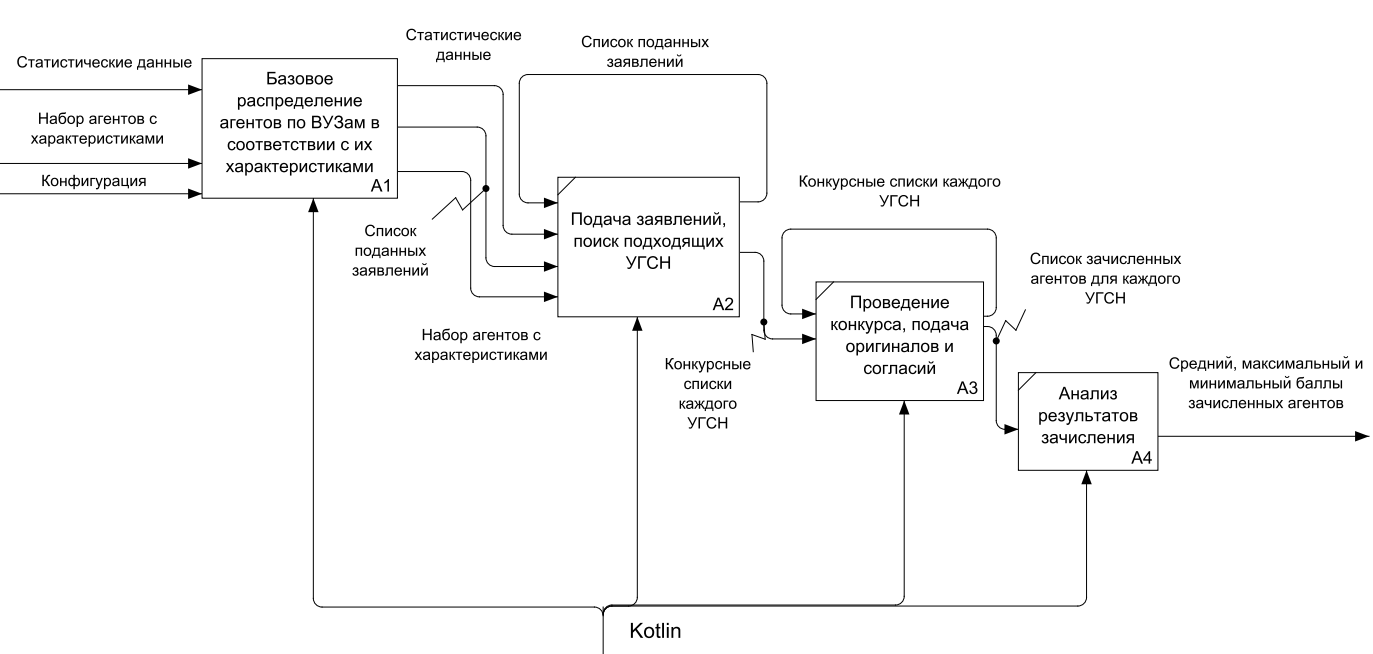 Статистические данные
Набор агентов с
характеристиками
Конфигурация
Базовое
распределение
агентов по ВУЗам в
соответствии с их
характеристиками
A1
Статистические
данные
Список
поданных
заявлений
Набор агентов с
характеристиками
Список поданных
заявлений
Подача заявлений,
поиск подходящих
УГСН
A2
Конкурсные
списки
каждого
УГСН
Конкурсные списки каждого
УГСН
Проведение
конкурса, подача
оригиналов и
согласий
A3
Список зачисленных
агентов для каждого
УГСН
Анализ
результатов
зачисления
A4
Средний, максимальный и
минимальный баллы
зачисленных агентов
Kotlin